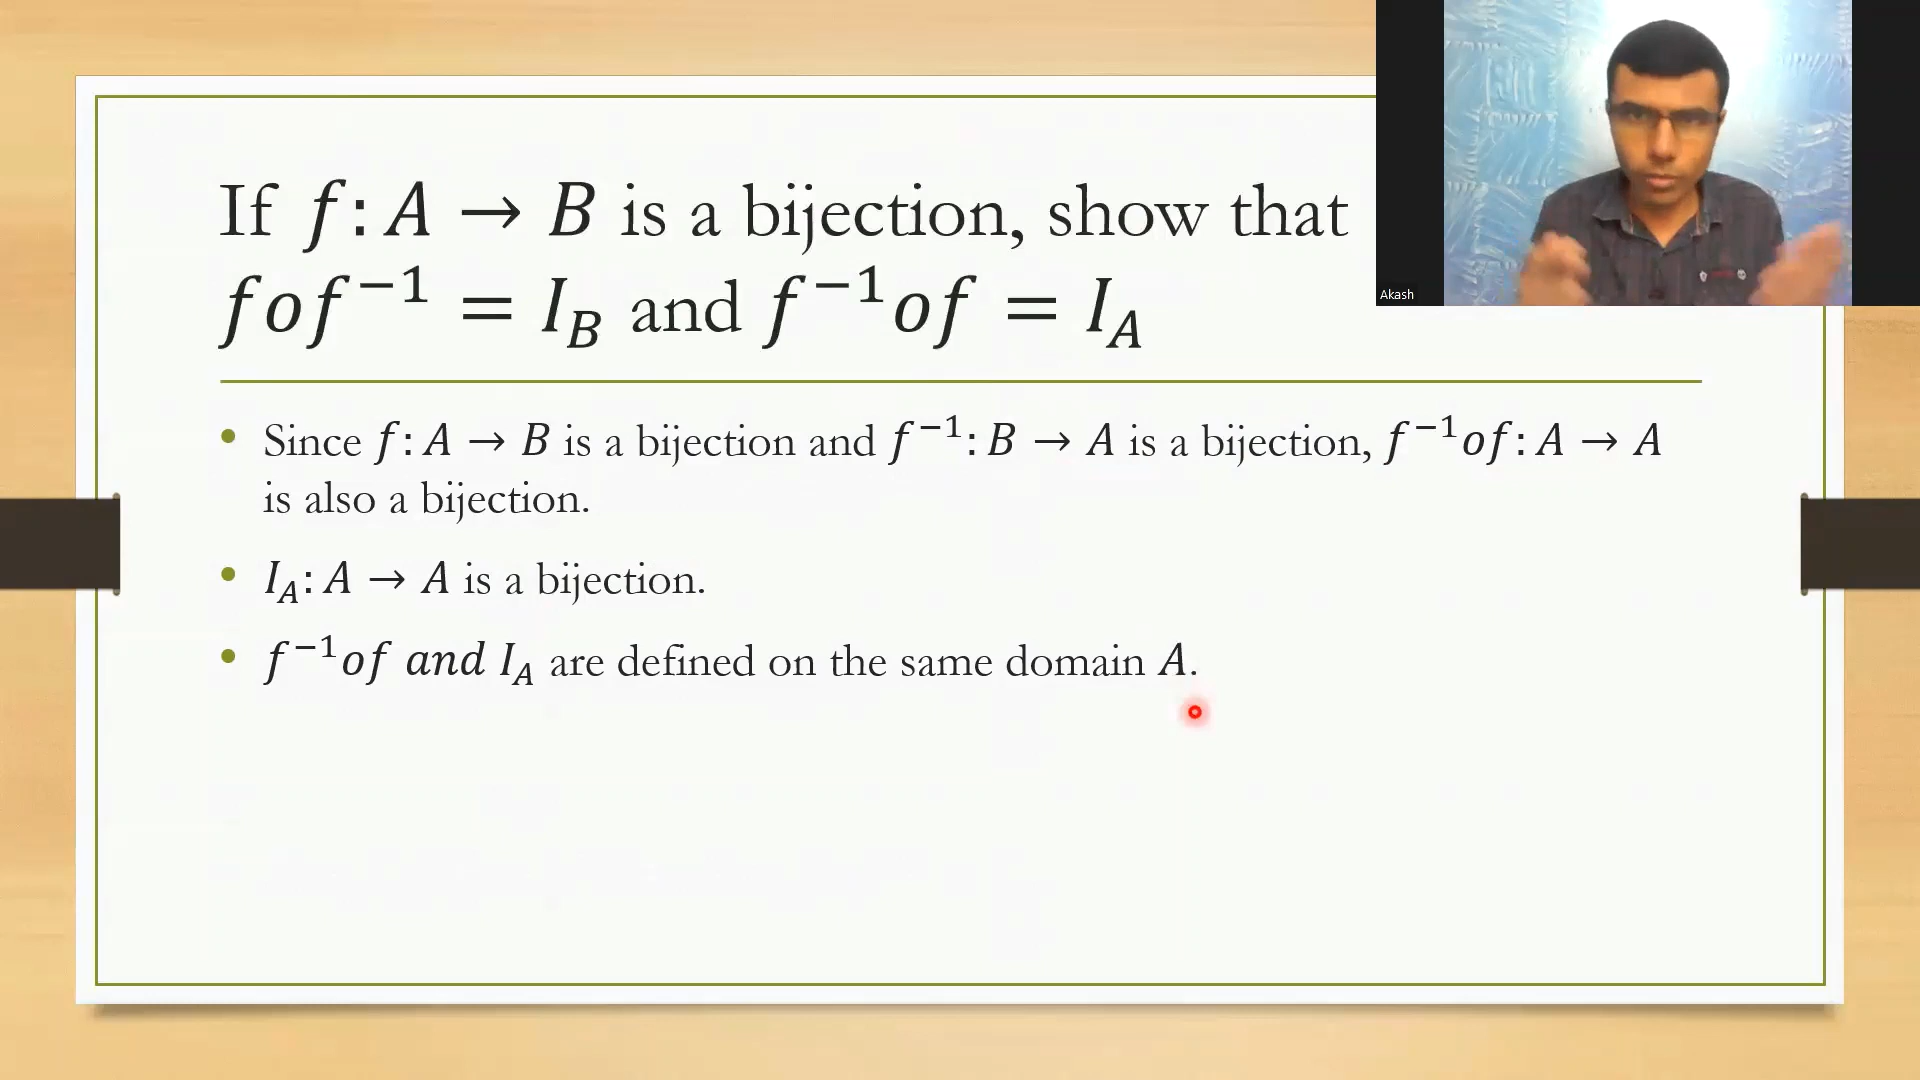 If f: A → B is a bijection, show that
fof⁻¹ = I_B and f⁻¹of = I_A
Akash
• Since f: A → B is a bijection and f⁻¹: B → A is a bijection, f⁻¹of: A → A
is also a bijection.
• I_A: A → A is a bijection.
• f⁻¹of and I_A are defined on the same domain A.